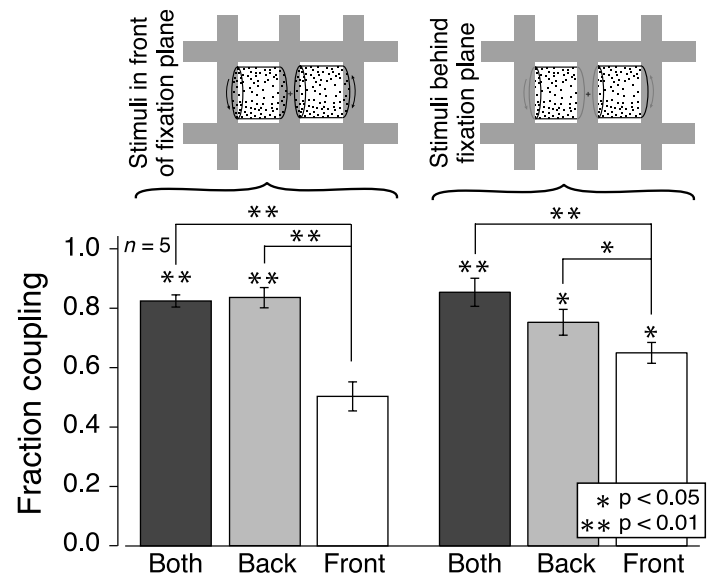 Stimuli in front
of fixation plane
Stimuli behind
fixation plane
+
+
**
**
**
*
n = 5
**
**
**
*
*
Fraction coupling
1.0
0.8
0.6
0.4
0.2
0.0
* p < 0.05
** p < 0.01
Both Back Front Both Back Front